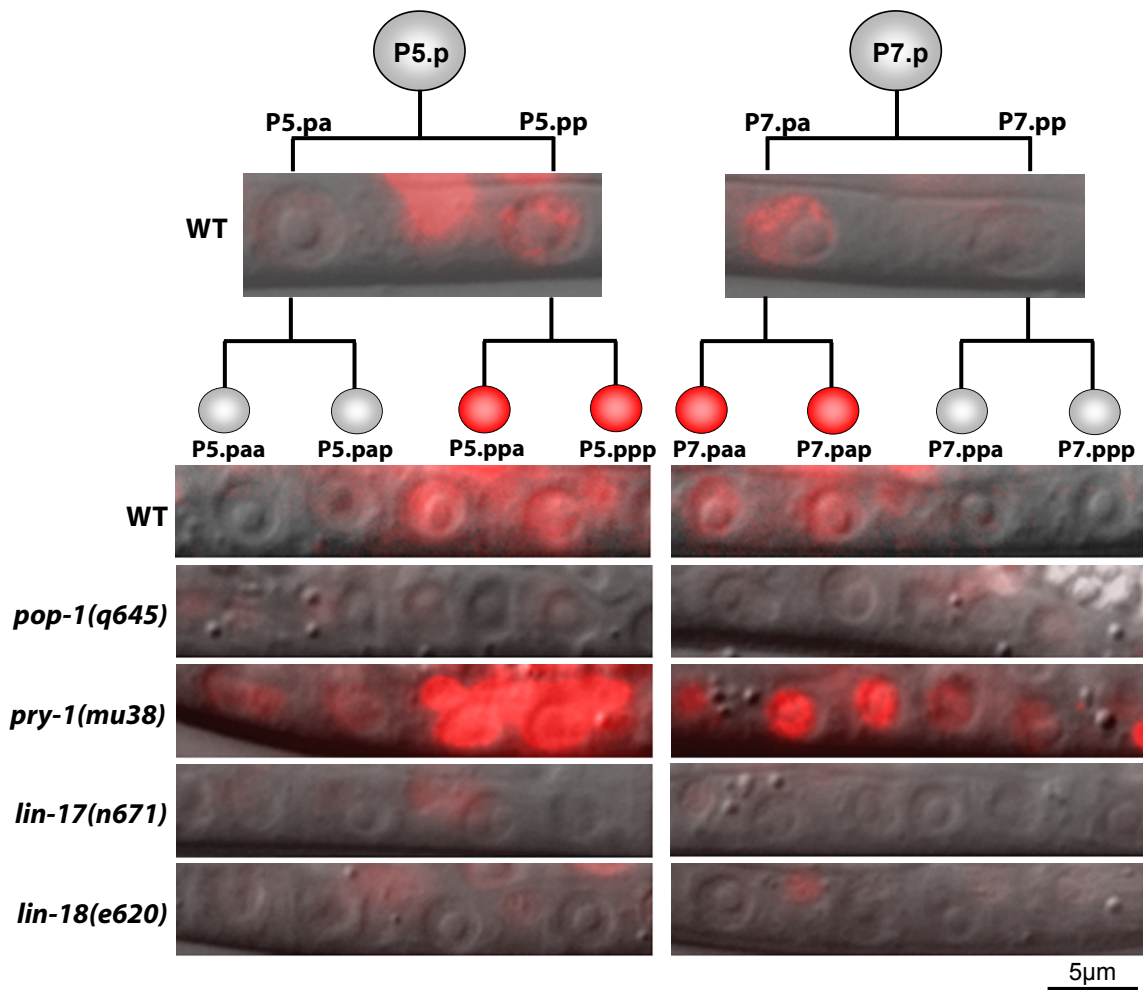 P5.p P7.p
P5.pa P5.pp P7.pa P7.pp
WT
P5.paa P5.pap P5.ppa P5.ppp P7.paa P7.pap P7.ppa P7.ppp
WT
pop-1(q645)
pry-1(mu38)
lin-17(n671)
lin-18(e620)
5µm